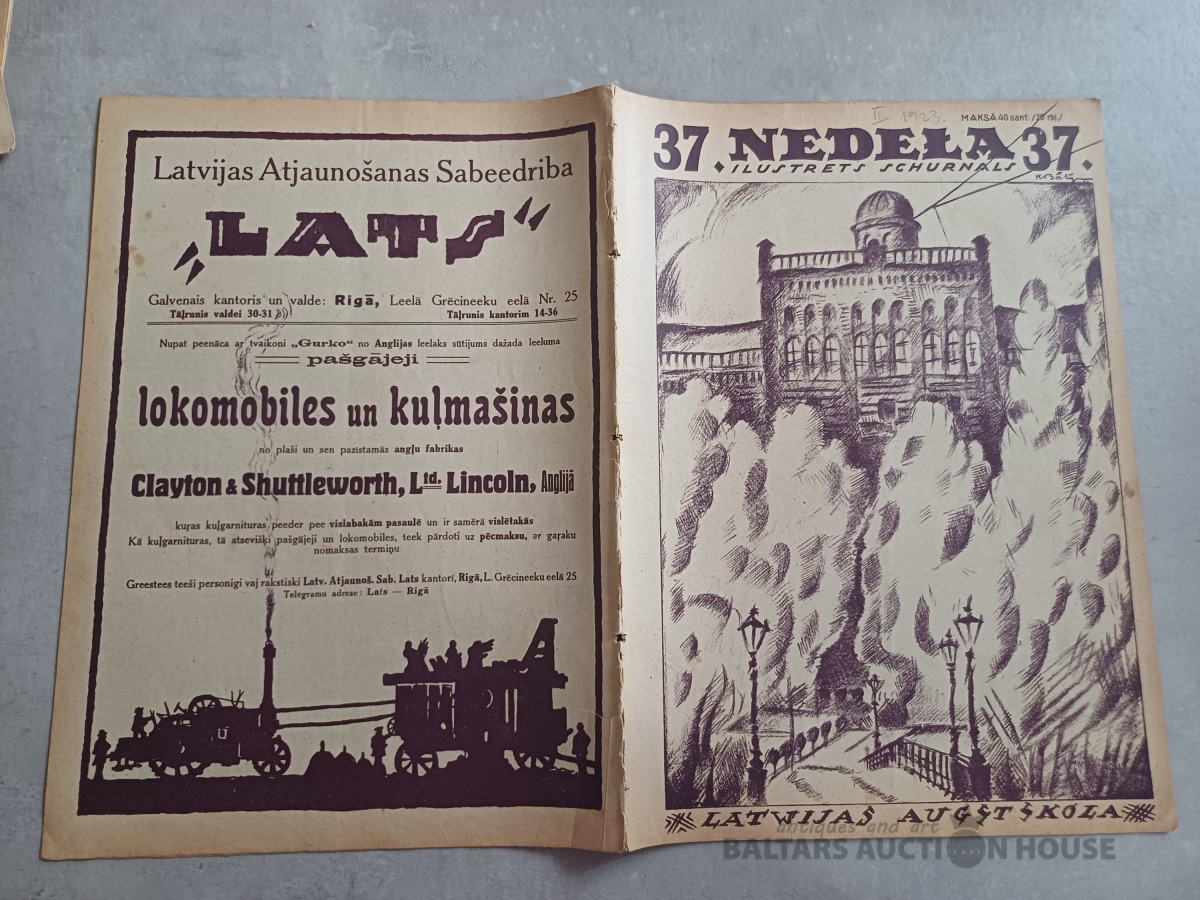 Latvijas Atjaunošanas Sabeedriba
„LATS"
Galvenais kantoris un valde: Rigā, Leelā Grēcineeku eelā Nr. 25
Tāļrunis valdei 30-31
Tāļrunis kantorim 14-36
Nupat peenāca ar tvaikoni „Gurko" no Anglijas leelaks sūtijums dažada leeluma
pašgājeji
lokomobiles un kuļmašinas
no plaši un sen pazistamās angļu fabrikas
Clayton & Shuttleworth, Ltd. Lincoln, Anglijā
kuŗas kuļgarnituras peeder pee vislabakām pasaulē un ir samērā vislētakās
Kā kuļgarnituras, tā atsevišķi pašgājeji un lokomobiles, teek pārdoti uz pēcmaksu, ar gaŗaku
nomaksas termiņu
Greestees teeši personigi vaj rakstiski Latv. Atjaunoš. Sab. Lats kantorī, Rigā, L. Grēcineeku eelā 25
Telegramu adrese: Lats — Rigā
II 1923.
MAKSĀ 40 sant. /20 rbl/
37. NEDEĻA 37.
ILUSTRETS SCHURNALS
LATWIJAS AUGSTSKOLA
antiques and art
BALTARS AUCTION HOUSE